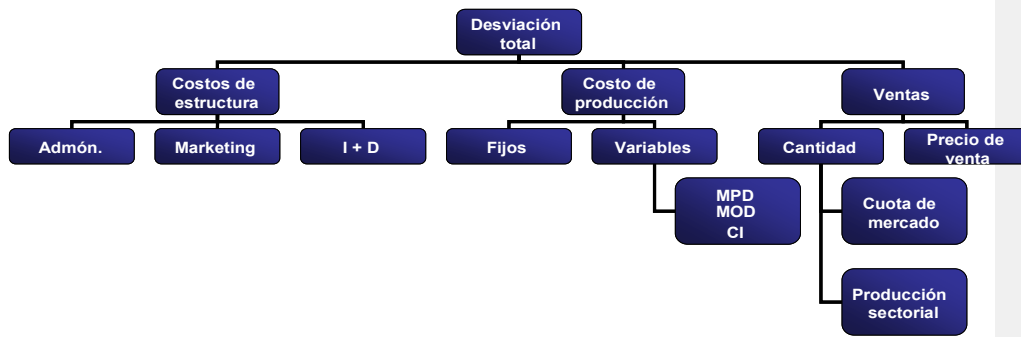 Desviación
total
Costos de
estructura
Costo de
producción
Ventas
Admón.
Marketing
I + D
Fijos
Variables
Cantidad
Precio de
venta
MPD
MOD
CI
Cuota de
mercado
Producción
sectorial